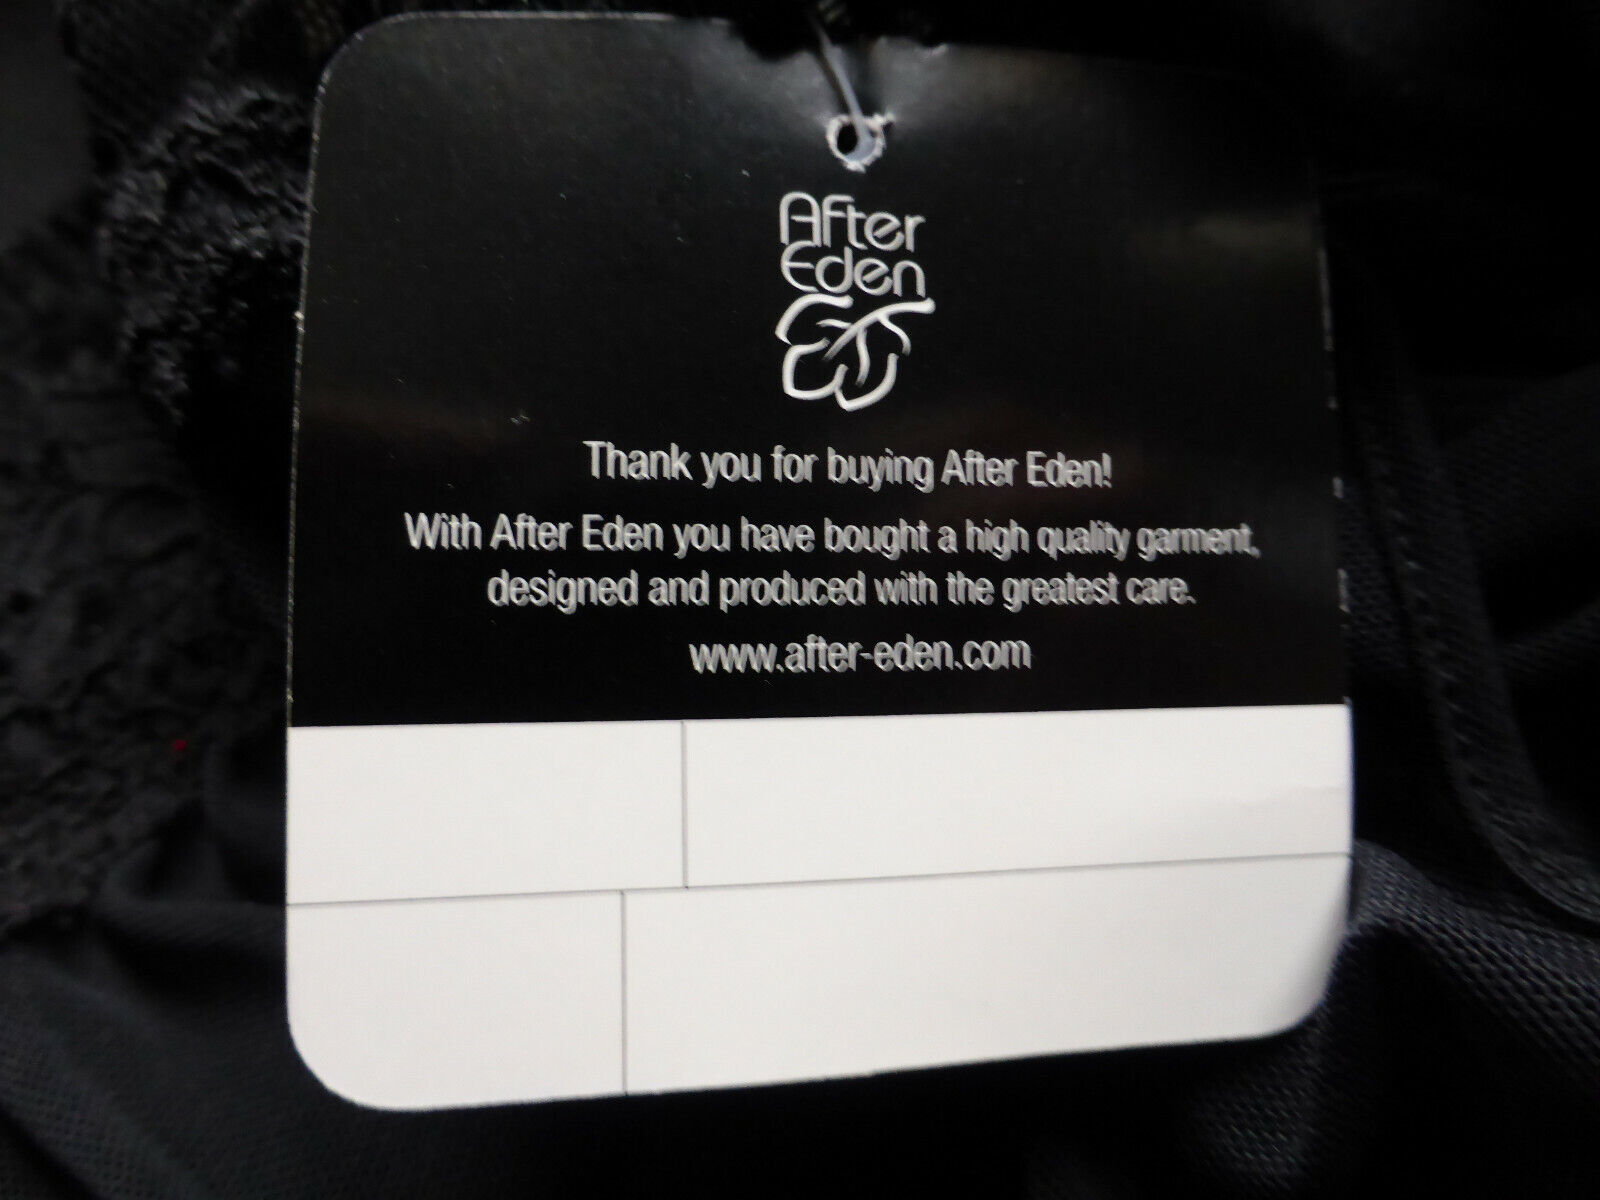 After
Eden
Thank you for buying After Eden!
With After Eden you have bought a high quality garment,
designed and produced with the greatest care.
www.after-eden.com